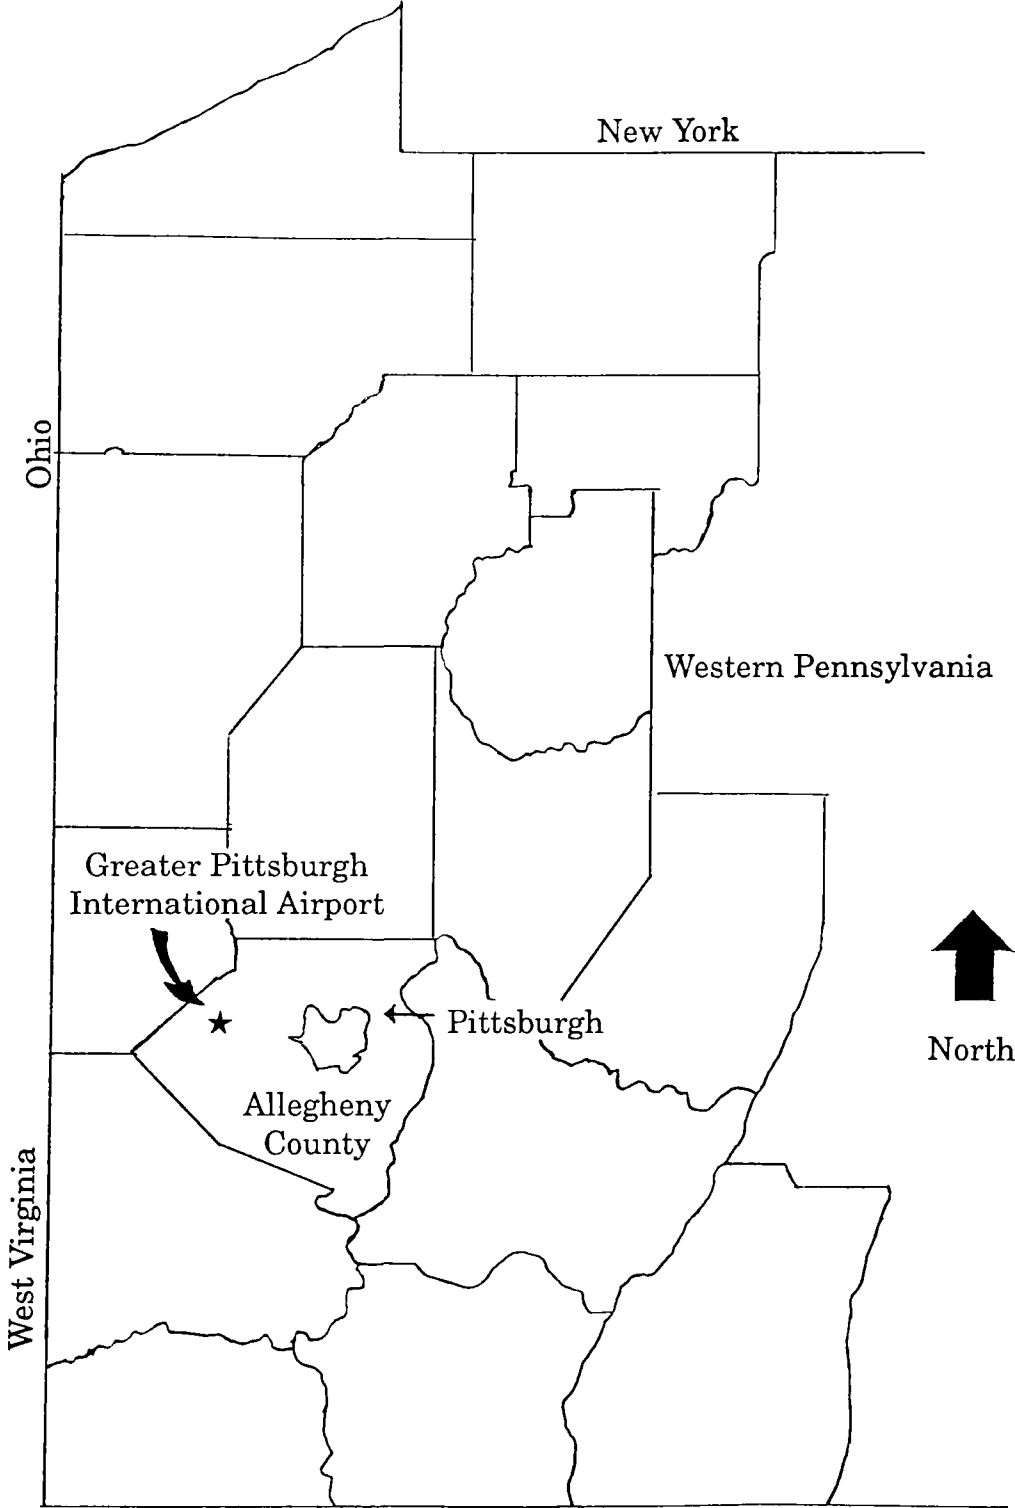 New York
Ohio
Western Pennsylvania
Greater Pittsburgh
International Airport
Pittsburgh
North
Allegheny
County
West Virginia